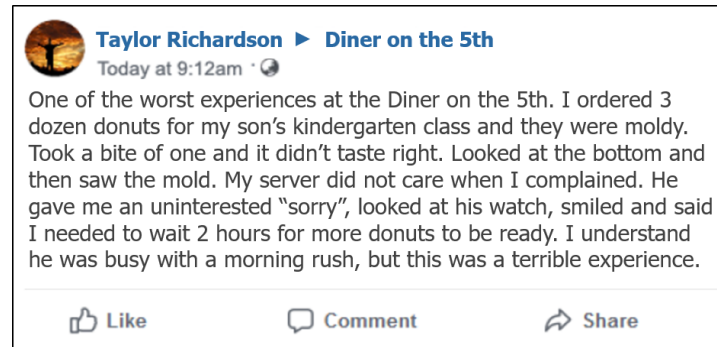 Taylor Richardson ▶ Diner on the 5th
Today at 9:12am ·
One of the worst experiences at the Diner on the 5th. I ordered 3
dozen donuts for my son’s kindergarten class and they were moldy.
Took a bite of one and it didn’t taste right. Looked at the bottom and
then saw the mold. My server did not care when I complained. He
gave me an uninterested “sorry”, looked at his watch, smiled and said
I needed to wait 2 hours for more donuts to be ready. I understand
he was busy with a morning rush, but this was a terrible experience.
Like Comment Share